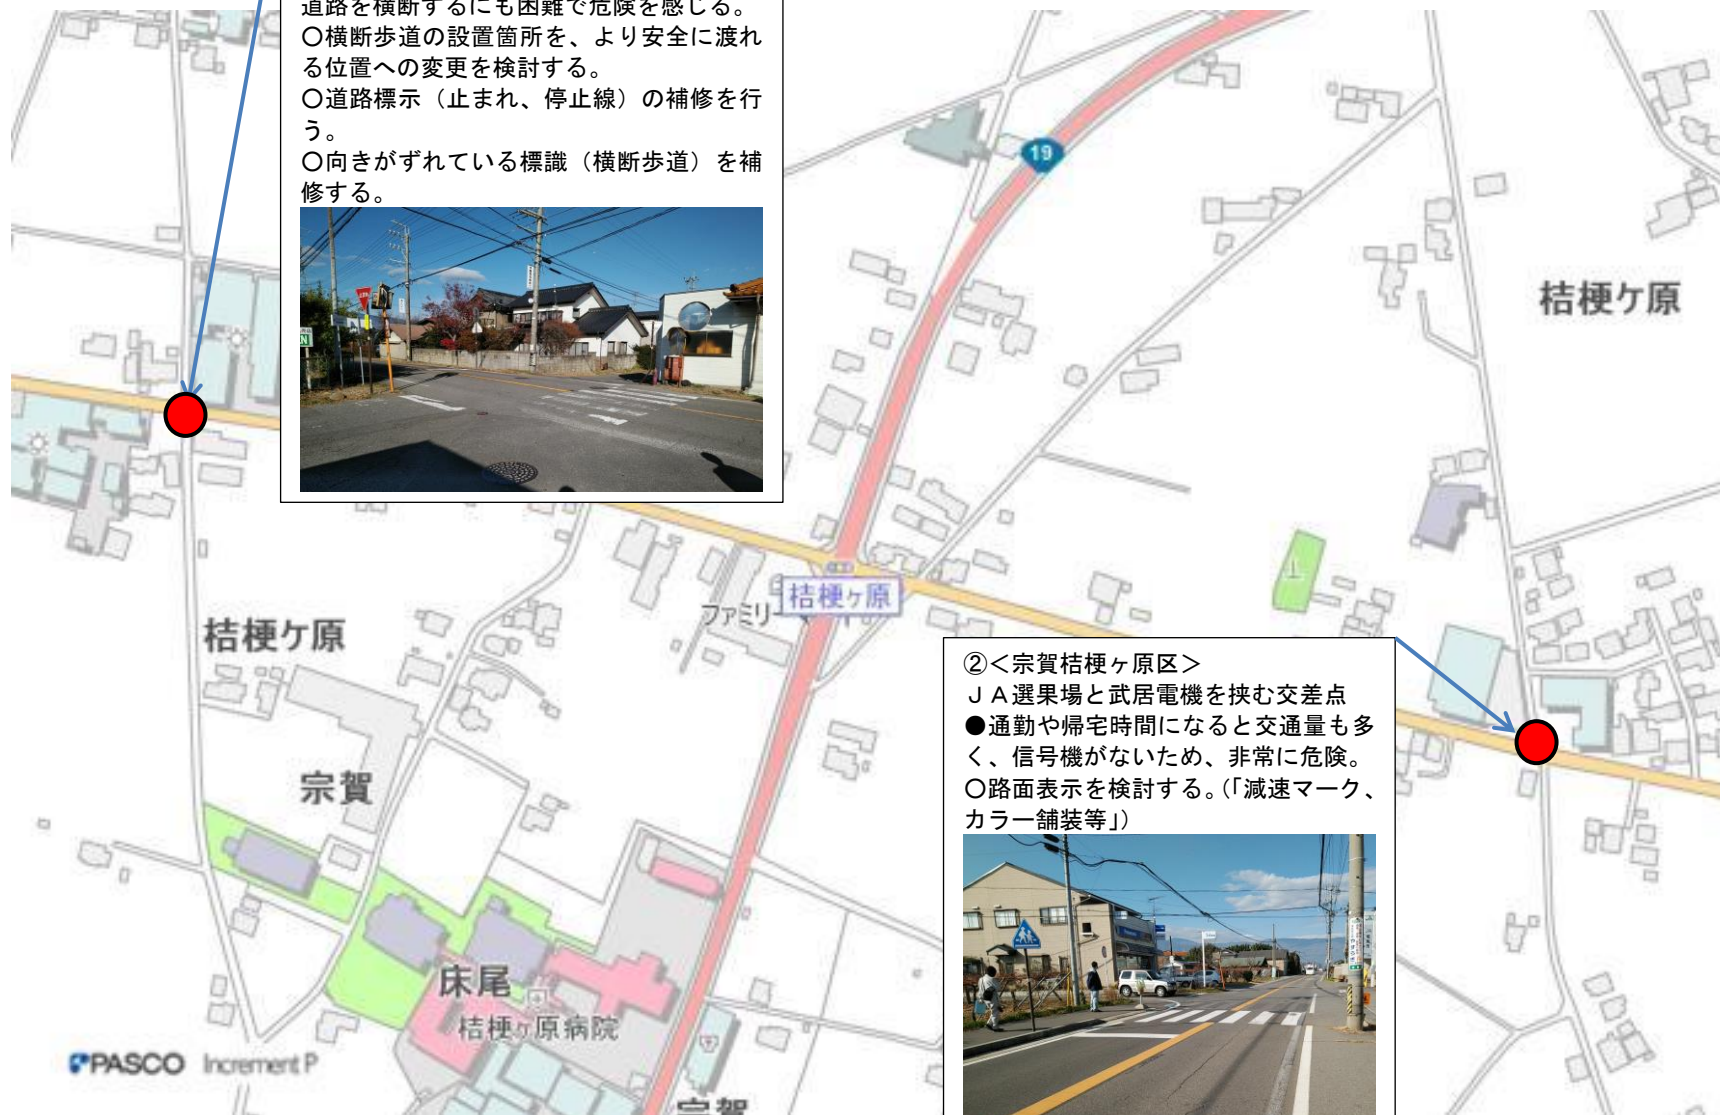 道路を横断するにも困難で危険を感じる。
〇横断歩道の設置箇所を、より安全に渡れ
る位置への変更を検討する。
〇道路標示（止まれ、停止線）の補修を行
う。
〇向きがずれている標識（横断歩道）を補
修する。
19
桔梗ケ原
桔梗ヶ原
ファミリー
桔梗ケ原
②＜宗賀桔梗ヶ原区＞
ＪＡ選果場と武居電機を挟む交差点
●通勤や帰宅時間になると交通量も多
く、信号機がないため、非常に危険。
〇路面表示を検討する。（「減速マーク、
カラー舗装等」）
宗賀
床尾
桔梗ヶ原病院
PASCO Increment P
宗賀